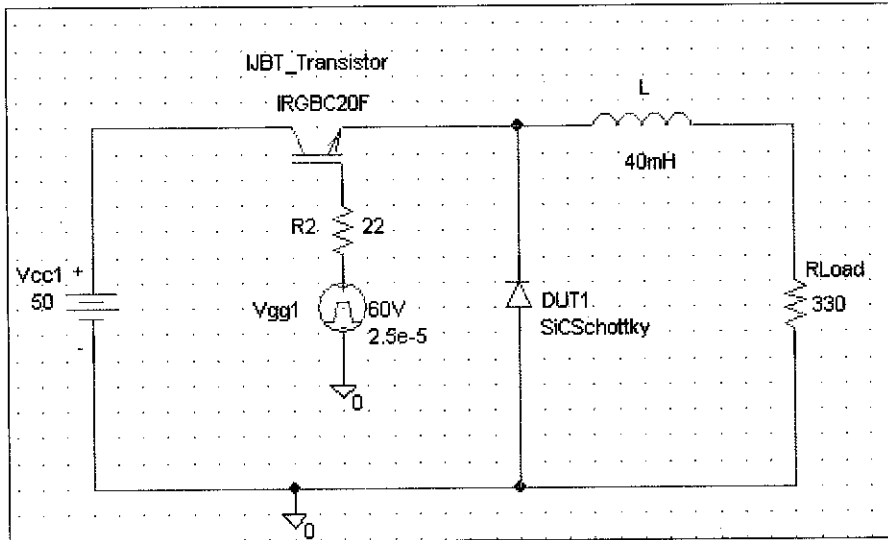 IJBT_Transistor
IRGBC20F
L
40mH
R2 22
Vcc1 +
50
-
Vgg1 60V
2.5e-5
DUT1
SiCSchottky
RLoad
330
0
0